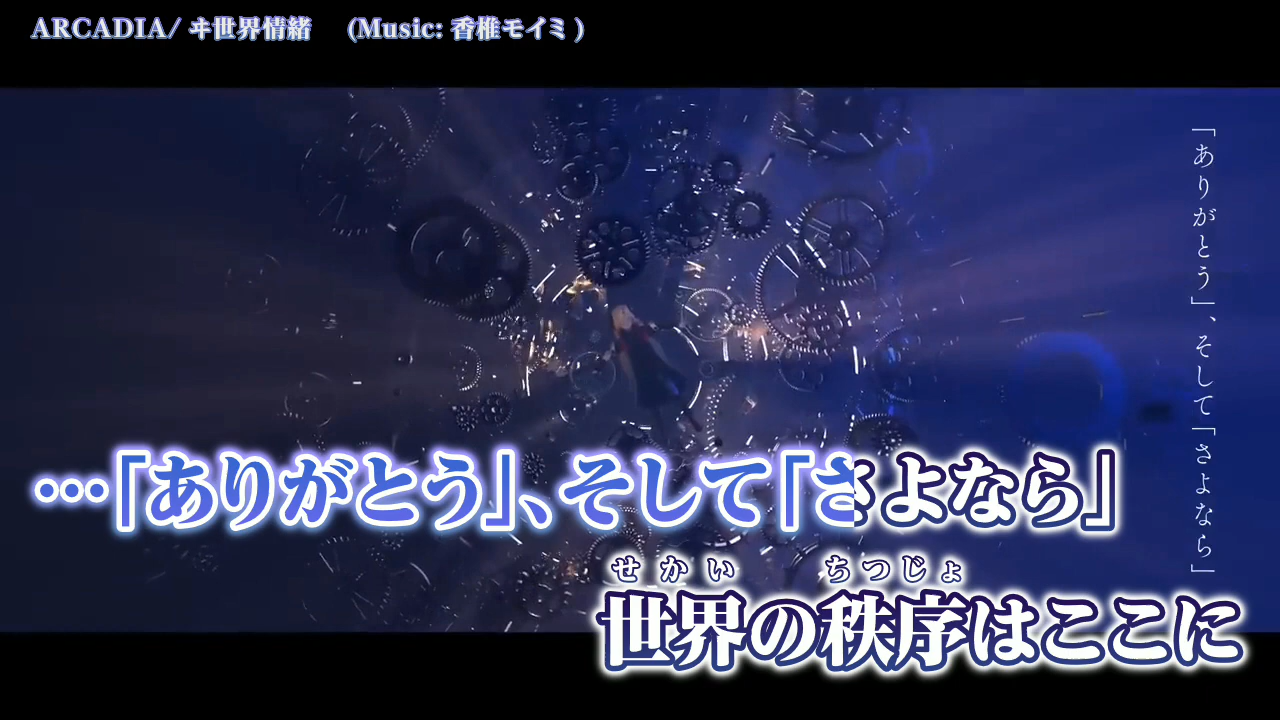 ARCADIA/ ヰ世界情緒　(Music: 香椎モイミ)
「ありがとう」、そして「さよなら」
…「ありがとう」、そして「さよなら」
せかい　ちつじょ
世界の秩序はここに